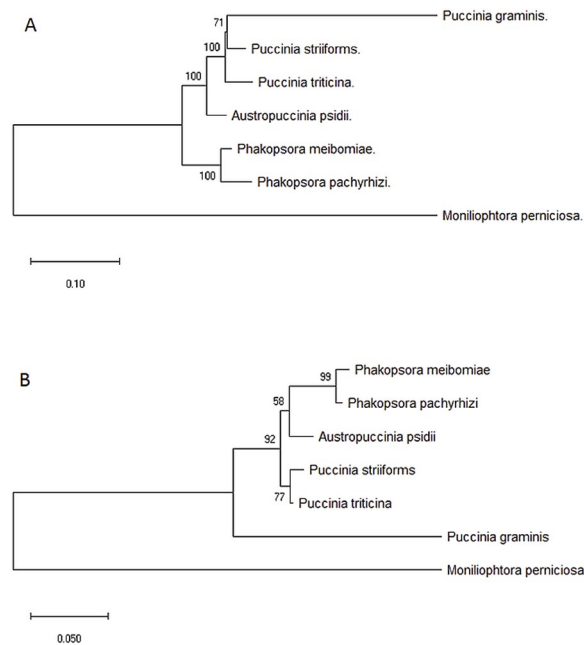 A
Puccinia graminis.
71
Puccinia striiforms.
100
Puccinia triticina.
100
Austropuccinia psidii.
Phakopsora meibomiae.
100
Phakopsora pachyrhizi.
Moniliophtora perniciosa.
0.10
B
Phakopsora meibomiae
99
Phakopsora pachyrhizi
58
Austropuccinia psidii
92
Puccinia striiforms
77
Puccinia triticina
Puccinia graminis
Moniliophtora perniciosa
0.050